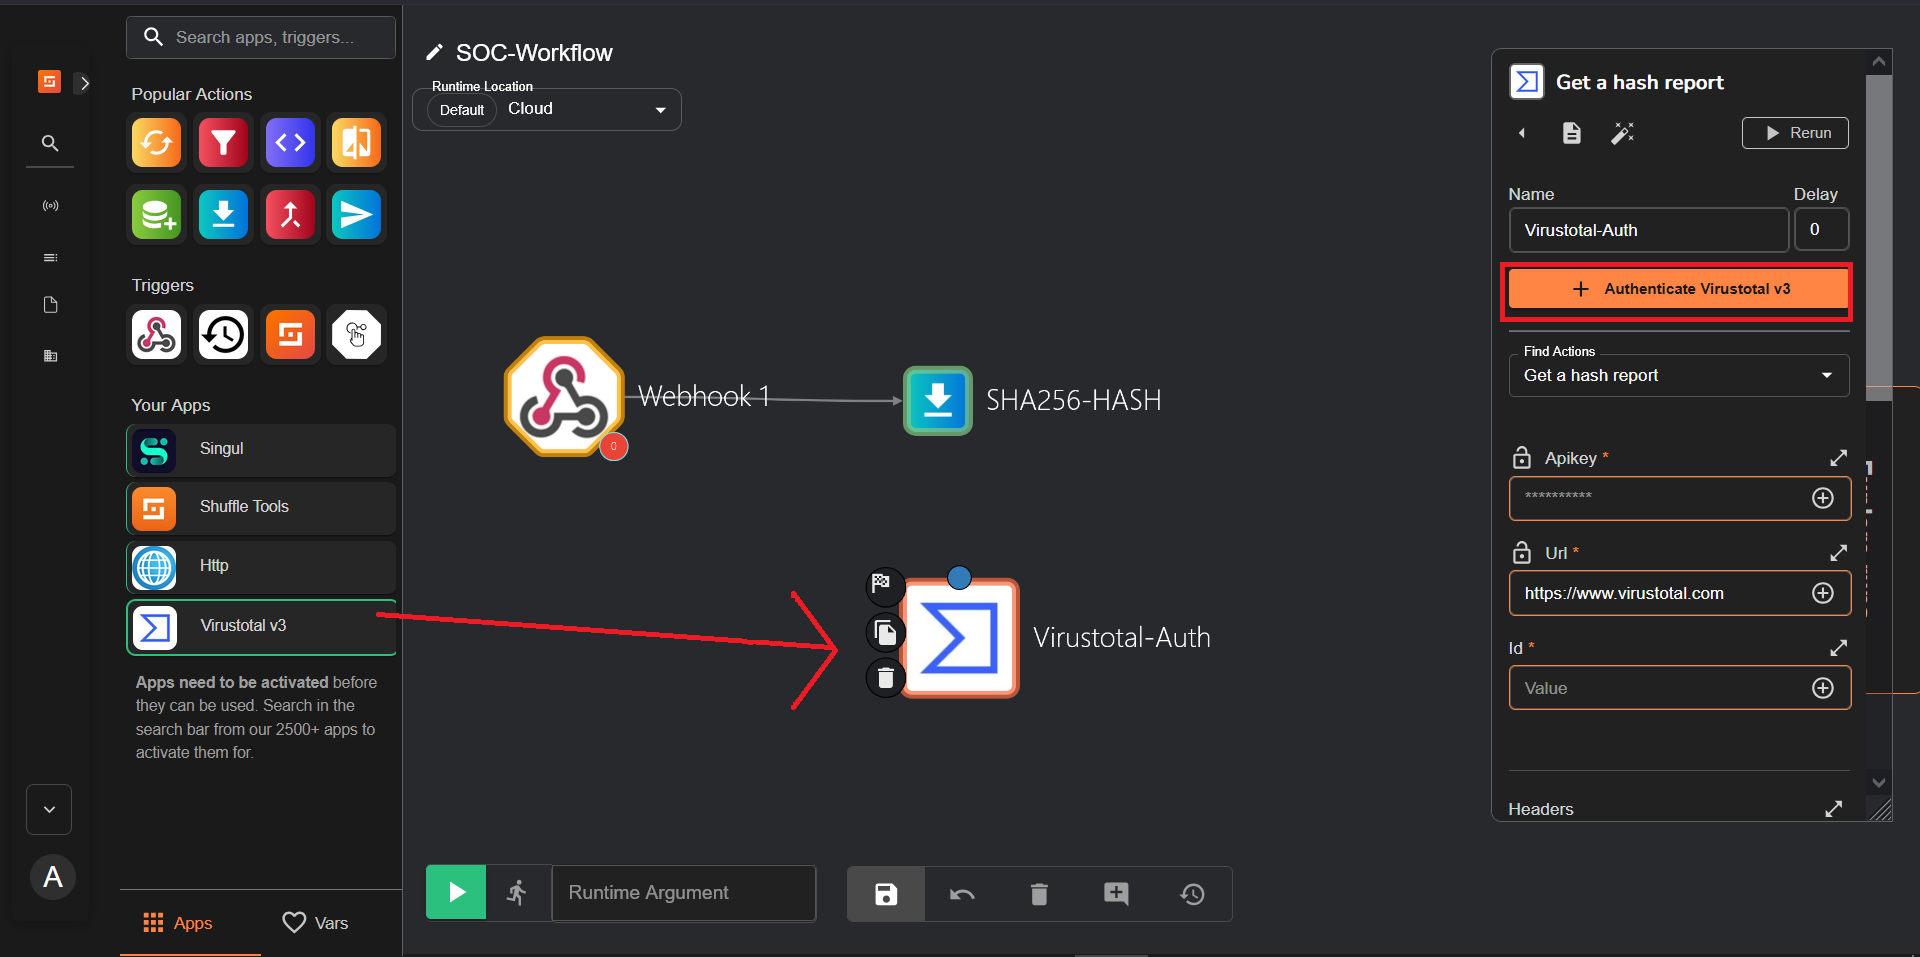 Search apps, triggers...
Popular Actions
Triggers
Your Apps
Singul
Shuffle Tools
Http
Virustotal v3
Apps need to be activated before
they can be used. Search in the
search bar from our 2500+ apps to
activate them for.
A
Apps
Vars
SOC-Workflow
Runtime Location
Default
Cloud
Webhook 1
0
SHA256-HASH
Virustotal-Auth
Runtime Argument
Get a hash report
Rerun
Name
Delay
Virustotal-Auth
0
Authenticate Virustotal v3
Find Actions
Get a hash report
Apikey *
**********
Url *
https://www.virustotal.com
Id *
Value
Headers